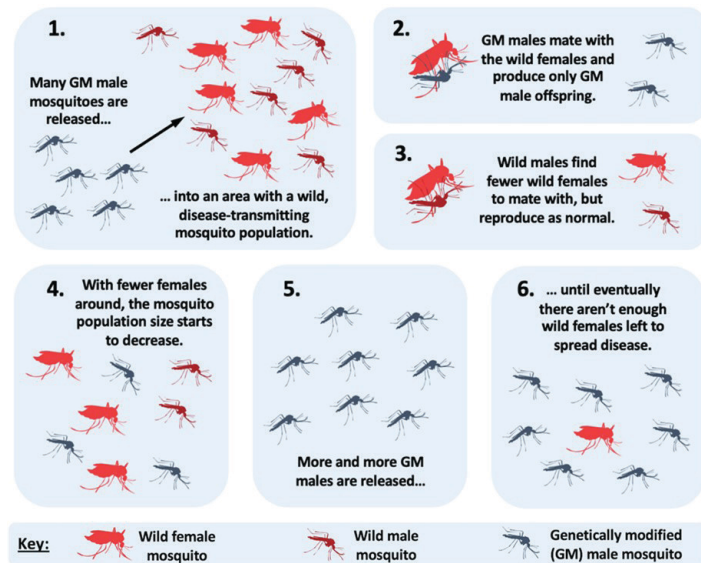 1.
Many GM male
mosquitoes are
released...
... into an area with a wild,
disease-transmitting
mosquito population.
2.
GM males mate with
the wild females and
produce only GM
male offspring.
3.
Wild males find
fewer wild females
to mate with, but
reproduce as normal.
4.
With fewer females
around, the mosquito
population size starts
to decrease.
5.
More and more GM
males are released...
6.
... until eventually
there aren't enough
wild females left to
spread disease.
Key:
Wild female
mosquito
Wild male
mosquito
Genetically modified
(GM) male mosquito